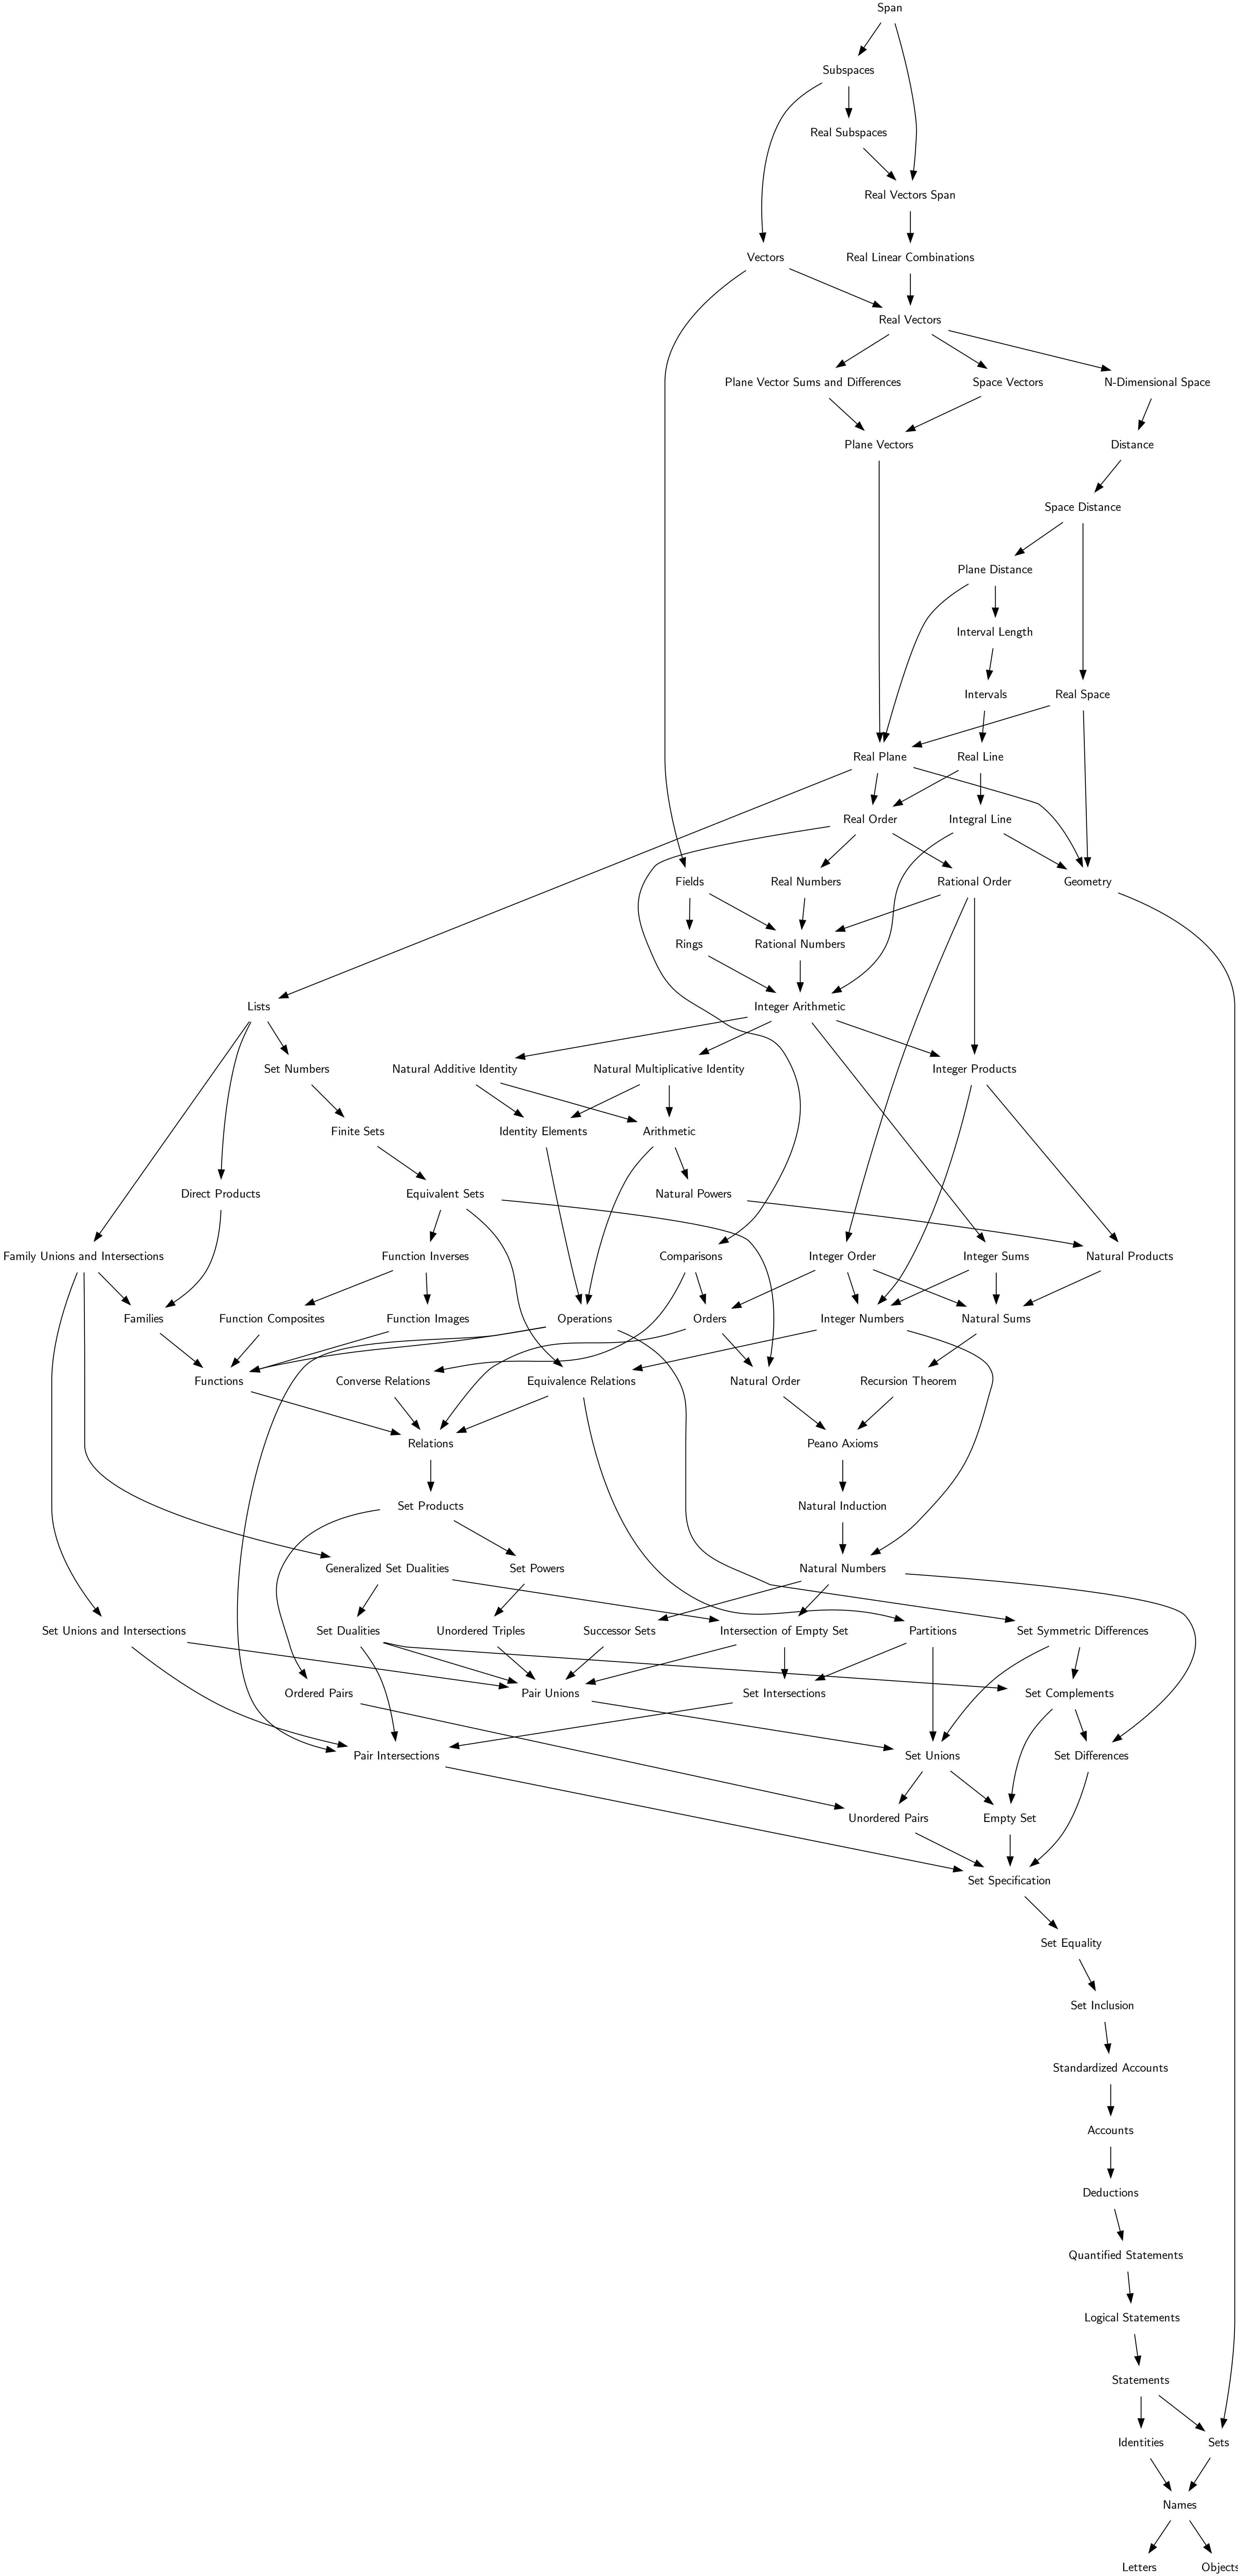 Span
Subspaces
Real Subspaces
Real Vectors Span
Vectors
Real Linear Combinations
Real Vectors
Plane Vector Sums and Differences
Space Vectors
N-Dimensional Space
Plane Vectors
Distance
Space Distance
Plane Distance
Interval Length
Intervals
Real Space
Real Plane
Real Line
Real Order
Integral Line
Fields
Real Numbers
Rational Order
Geometry
Rings
Rational Numbers
Lists
Integer Arithmetic
Set Numbers
Natural Additive Identity
Natural Multiplicative Identity
Integer Products
Finite Sets
Identity Elements
Arithmetic
Direct Products
Equivalent Sets
Natural Powers
Family Unions and Intersections
Function Inverses
Comparisons
Integer Order
Integer Sums
Natural Products
Families
Function Composites
Function Images
Operations
Orders
Integer Numbers
Natural Sums
Functions
Converse Relations
Equivalence Relations
Natural Order
Recursion Theorem
Relations
Peano Axioms
Set Products
Natural Induction
Generalized Set Dualities
Set Powers
Natural Numbers
Set Unions and Intersections
Set Dualities
Unordered Triples
Successor Sets
Intersection of Empty Set
Partitions
Set Symmetric Differences
Ordered Pairs
Pair Unions
Set Intersections
Set Complements
Pair Intersections
Set Unions
Set Differences
Unordered Pairs
Empty Set
Set Specification
Set Equality
Set Inclusion
Standardized Accounts
Accounts
Deductions
Quantified Statements
Logical Statements
Statements
Identities
Sets
Names
Letters
Objects